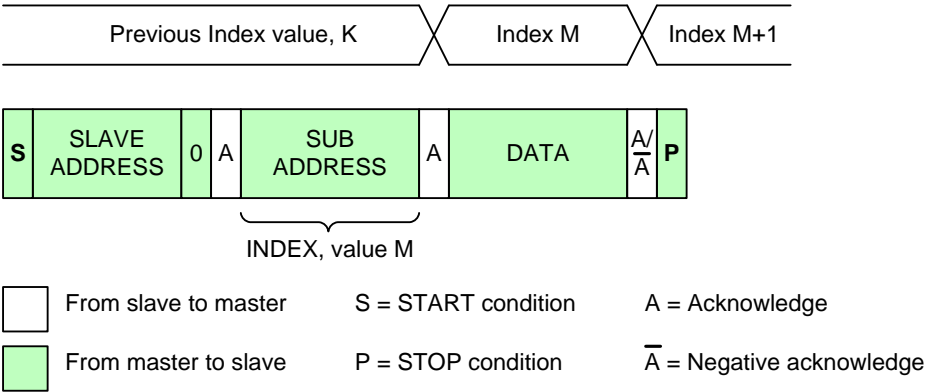 Previous Index value, K Index M Index M+1
S SLAVE ADDRESS 0 A SUB ADDRESS A DATA A/A̅ P
INDEX, value M
From slave to master S = START condition A = Acknowledge
From master to slave P = STOP condition A̅ = Negative acknowledge